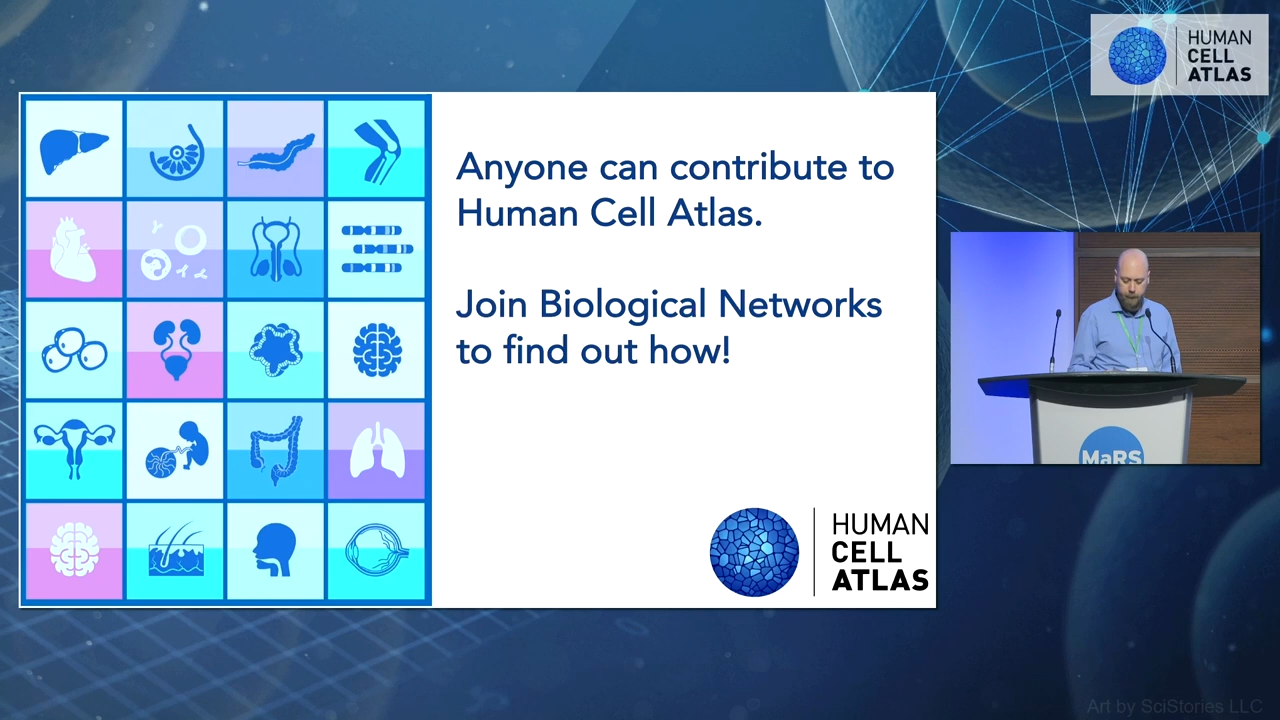 HUMAN
CELL
ATLAS
Anyone can contribute to
Human Cell Atlas.
Join Biological Networks
to find out how!
HUMAN
CELL
ATLAS
MaRS
Art by SciStories LLC